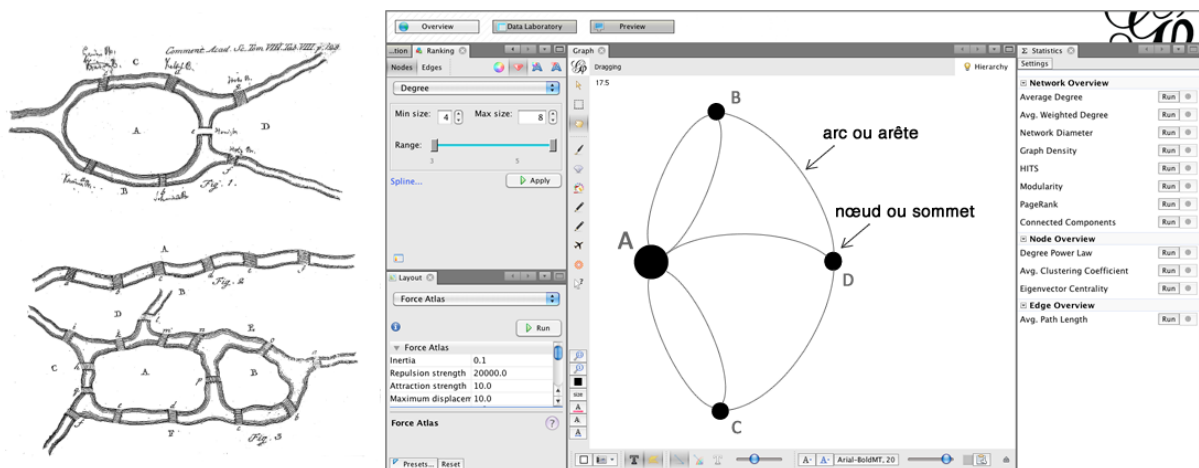 Comment. Acad. Sc. Tom. VIII Tab. VIII
C
A
D
B
Fig. 1.
A
Fig. 2
B
D
E
C
A
B
Fig. 3
Overview
Data Laboratory
Preview
...tion
Ranking
Nodes
Edges
Degree
Min size:
4
Max size:
8
Range:
3
5
Spline...
Apply
Layout
Force Atlas
Run
Force Atlas
Inertia
0.1
Repulsion strength
20000.0
Attraction strength
10.0
Maximum displacem
10.0
Force Atlas
?
Presets...
Reset
Graph
Dragging
Hierarchy
17.5
B
arc ou arête
nœud ou sommet
A
D
C
SIZE
A
A.
A
T
T
A-
A-
Arial-BoldMT, 20
Statistics
Settings
Network Overview
Average Degree
Run
Avg. Weighted Degree
Run
Network Diameter
Run
Graph Density
Run
HITS
Run
Modularity
Run
PageRank
Run
Connected Components
Run
Node Overview
Degree Power Law
Run
Avg. Clustering Coefficient
Run
Eigenvector Centrality
Run
Edge Overview
Avg. Path Length
Run